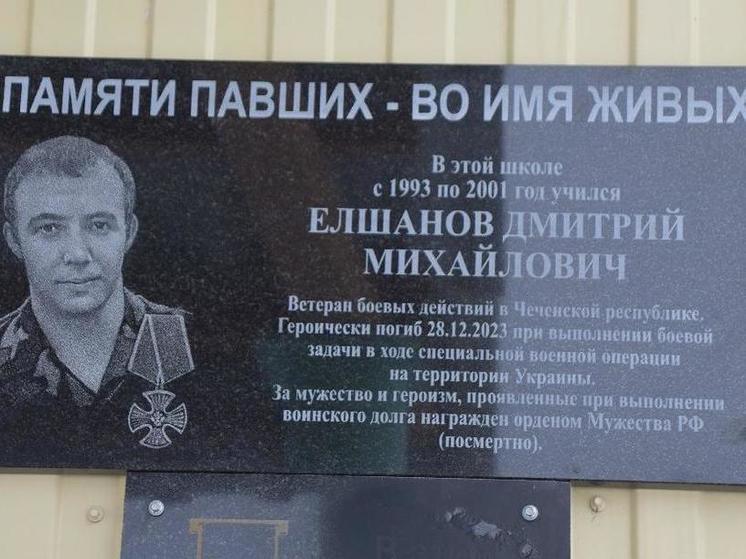 ПАМЯТИ ПАВШИХ - ВО ИМЯ ЖИВЫХ
В этой школе
с 1993 по 2001 год учился
ЕЛШАНОВ ДМИТРИЙ
МИХАЙЛОВИЧ
Ветеран боевых действий в Чеченской республике.
Героически погиб 28.12.2023 при выполнении боевой
задачи в ходе специальной военной операции
на территории Украины.
За мужество и героизм, проявленные при выполнении
воинского долга награжден орденом Мужества РФ
(посмертно).